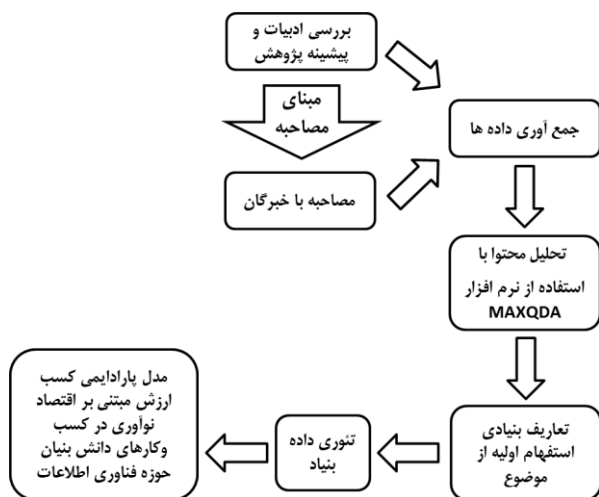 بررسی ادبیات و
پیشینه پژوهش
مبنای
مصاحبه
مصاحبه با خبرگان
جمع آوری داده ها
تحلیل محتوا با
استفاده از نرم افزار
MAXQDA
تعاریف بنیادی
استفهام اولیه از
موضوع
تئوری داده
بنیاد
مدل پارادایمی کسب
ارزش مبتنی بر اقتصاد
نوآوری در کسب
وکارهای دانش بنیان
حوزه فناوری اطلاعات